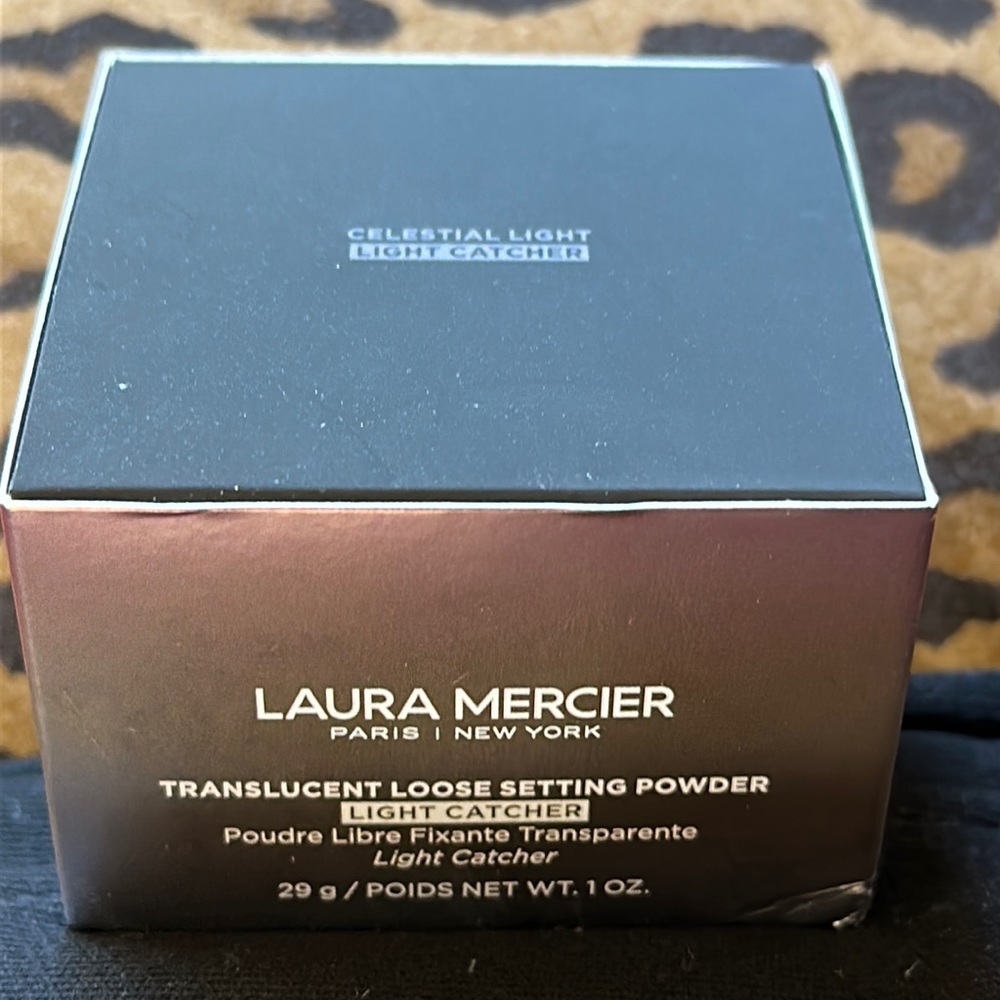 CELESTIAL LIGHT
LIGHT CATCHER
LAURA MERCIER
PARIS | NEW YORK
TRANSLUCENT LOOSE SETTING POWDER
LIGHT CATCHER
Poudre Libre Fixante Transparente
Light Catcher
29 g / POIDS NET WT. 1 OZ.